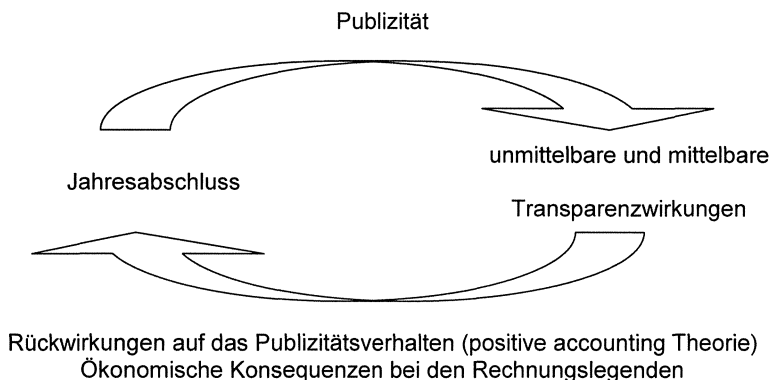 Publizität
unmittelbare und mittelbare
Jahresabschluss
Transparenzwirkungen
Rückwirkungen auf das Publizitätsverhalten (positive accounting Theorie)
Ökonomische Konsequenzen bei den Rechnungslegenden